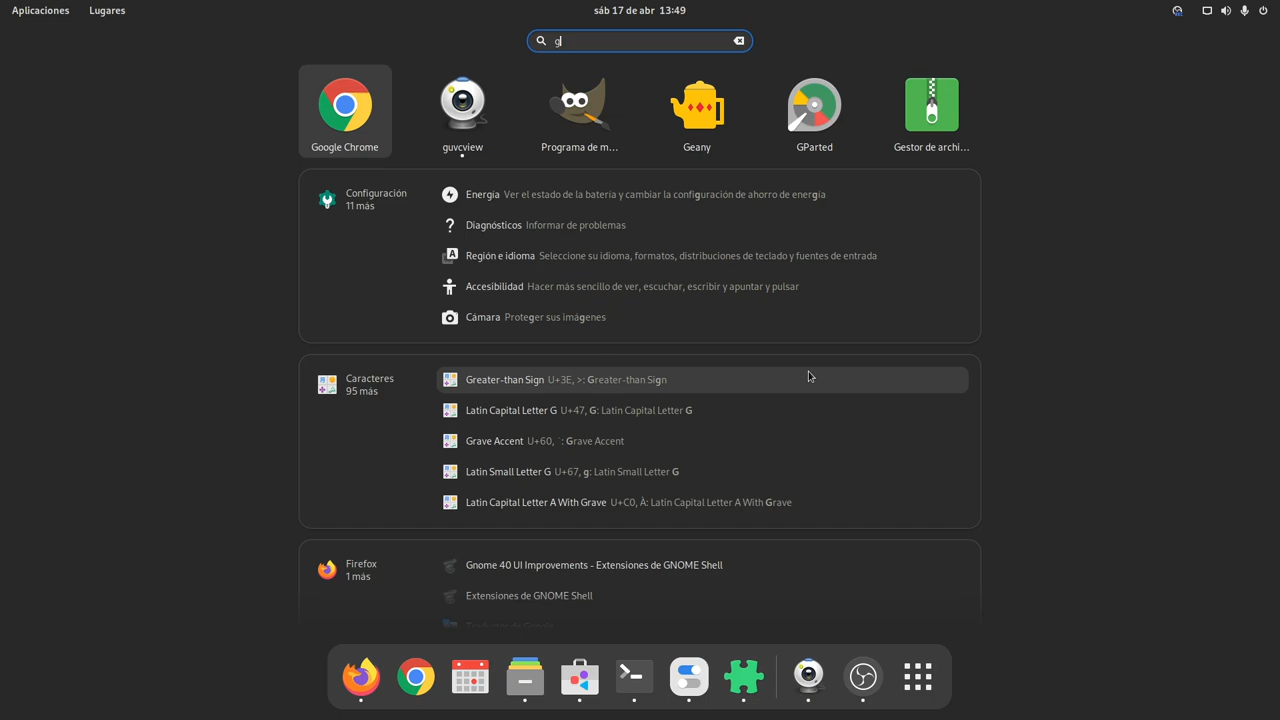 Aplicaciones Lugares sáb 17 de abr 13:49
g
Google Chrome guvcview Programa de m... Geany GParted Gestor de archi...
Configuración
11 más
Energía Ver el estado de la batería y cambiar la configuración de ahorro de energía
Diagnósticos Informar de problemas
Región e idioma Seleccione su idioma, formatos, distribuciones de teclado y fuentes de entrada
Accesibilidad Hacer más sencillo de ver, escuchar, escribir y apuntar y pulsar
Cámara Proteger sus imágenes
Caracteres
95 más
Greater-than Sign U+3E, >: Greater-than Sign
Latin Capital Letter G U+47, G: Latin Capital Letter G
Grave Accent U+60, `: Grave Accent
Latin Small Letter G U+67, g: Latin Small Letter G
Latin Capital Letter A With Grave U+C0, À: Latin Capital Letter A With Grave
Firefox
1 más
Gnome 40 UI Improvements - Extensiones de GNOME Shell
Extensiones de GNOME Shell